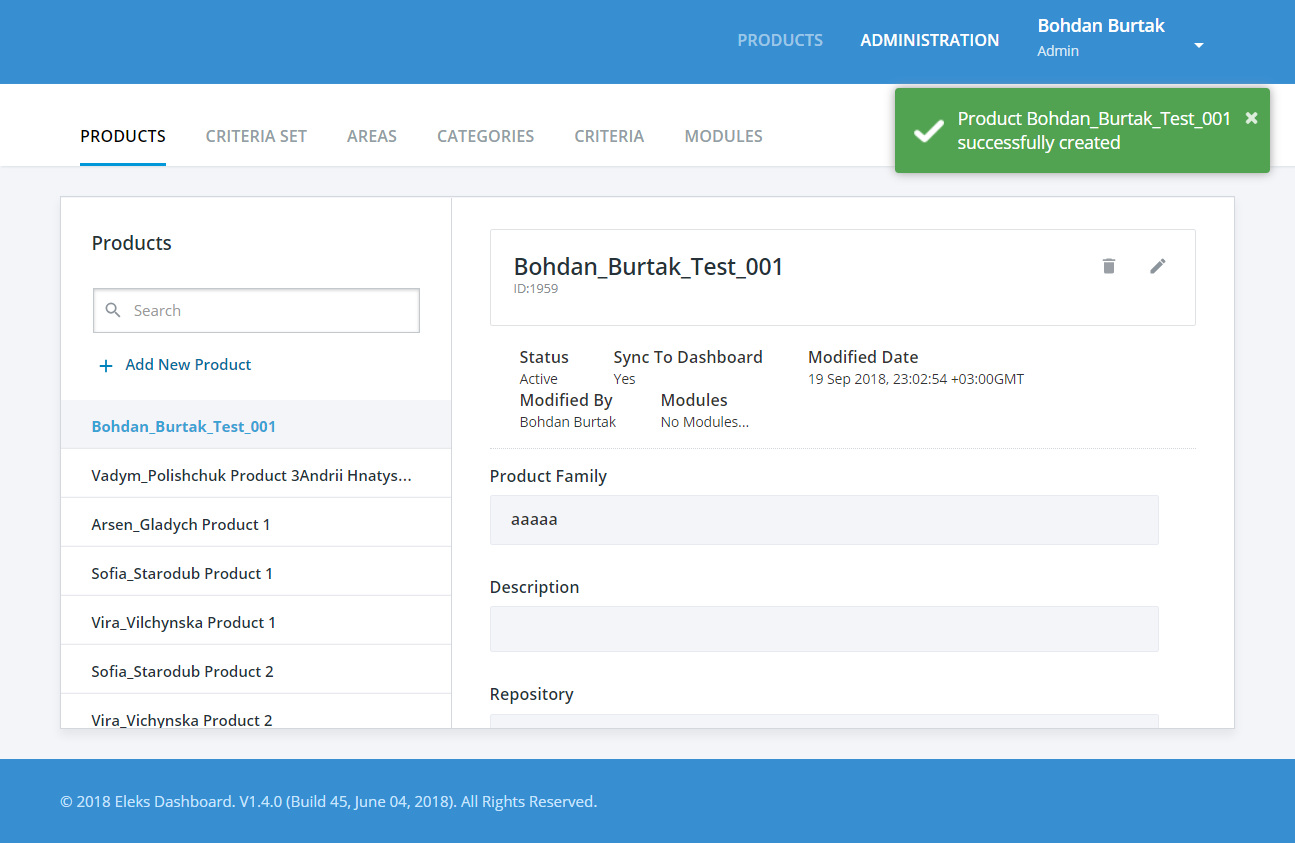 PRODUCTS
ADMINISTRATION
Bohdan Burtak
Admin
PRODUCTS
CRITERIA SET
AREAS
CATEGORIES
CRITERIA
MODULES
Product Bohdan_Burtak_Test_001
successfully created
Products
Search
Add New Product
Bohdan_Burtak_Test_001
Vadym_Polishchuk Product 3Andrii Hnatys...
Arsen_Gladych Product 1
Sofia_Starodub Product 1
Vira_Vilchynska Product 1
Sofia_Starodub Product 2
Vira_Vichynska Product 2
Bohdan_Burtak_Test_001
ID:1959
Status
Sync To Dashboard
Modified Date
Active
Yes
19 Sep 2018, 23:02:54 +03:00GMT
Modified By
Modules
Bohdan Burtak
No Modules...
Product Family
aaaaa
Description
Repository
© 2018 Eleks Dashboard. V1.4.0 (Build 45, June 04, 2018). All Rights Reserved.